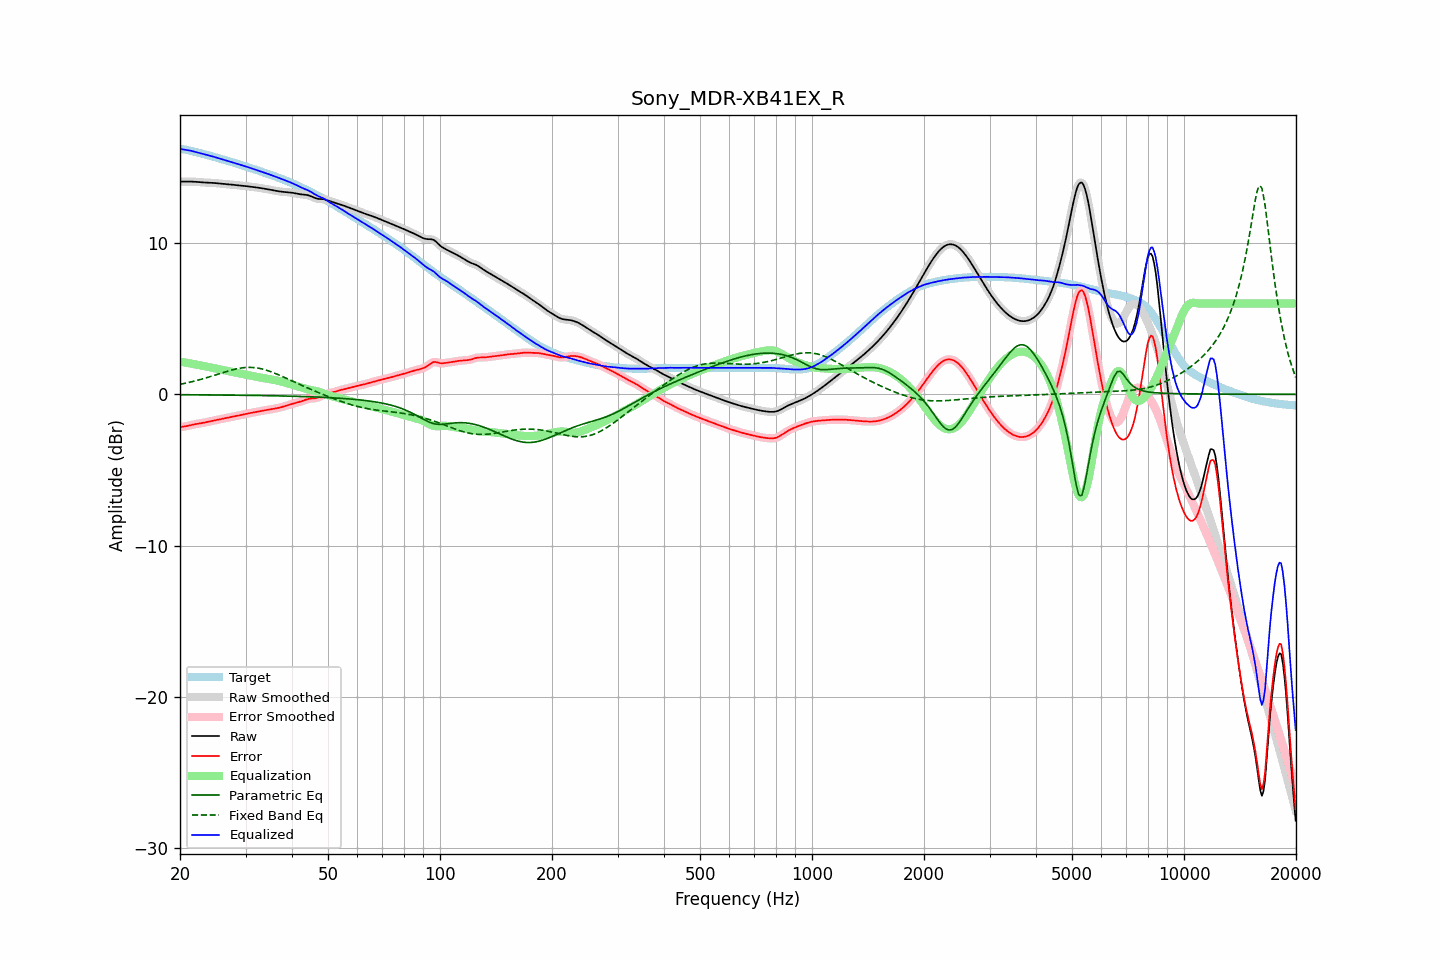 Sony_MDR-XB41EX_R
Amplitude (dBr)
10
0
−10
−20
−30
Target
Raw Smoothed
Error Smoothed
Raw
Error
Equalization
Parametric Eq
Fixed Band Eq
Equalized
20 50 100 200 500 1000 2000 5000 10000 20000
Frequency (Hz)